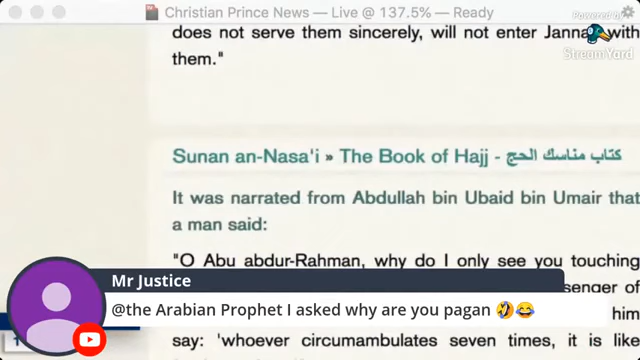 Christian Prince News — Live @ 137.5% — Ready
Powered by
StreamYard
does not serve them sincerely, will not enter Jannah with
them."
Sunan an-Nasa'i » The Book of Hajj - كتاب مناسك الحج
It was narrated from Abdullah bin Ubaid bin Umair that
a man said:
"O Abu abdur-Rahman, why do I only see you touching
senger of
Mr Justice
@the Arabian Prophet I asked why are you pagan 🤣😂
him
say: 'whoever circumambulates seven times, it is like